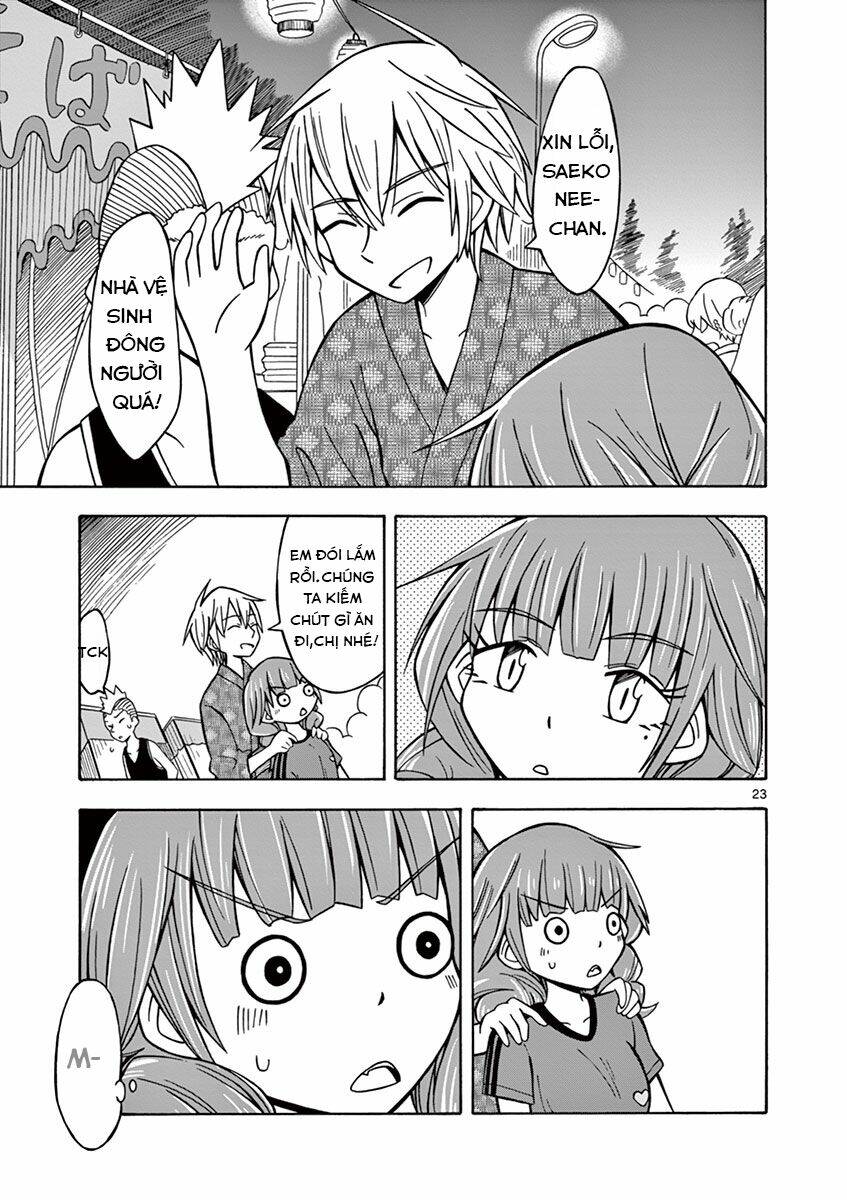 そば
XIN LỖI,
SAEKO
NEE-
CHAN.
NHÀ VỆ
SINH
ĐÔNG
NGƯỜI
QUÁ!
EM ĐÓI LẮM
RỒI.CHÚNG
TA KIẾM
CHÚT GÌ ĂN
ĐI,CHỊ NHÉ!
TCK
23
M-